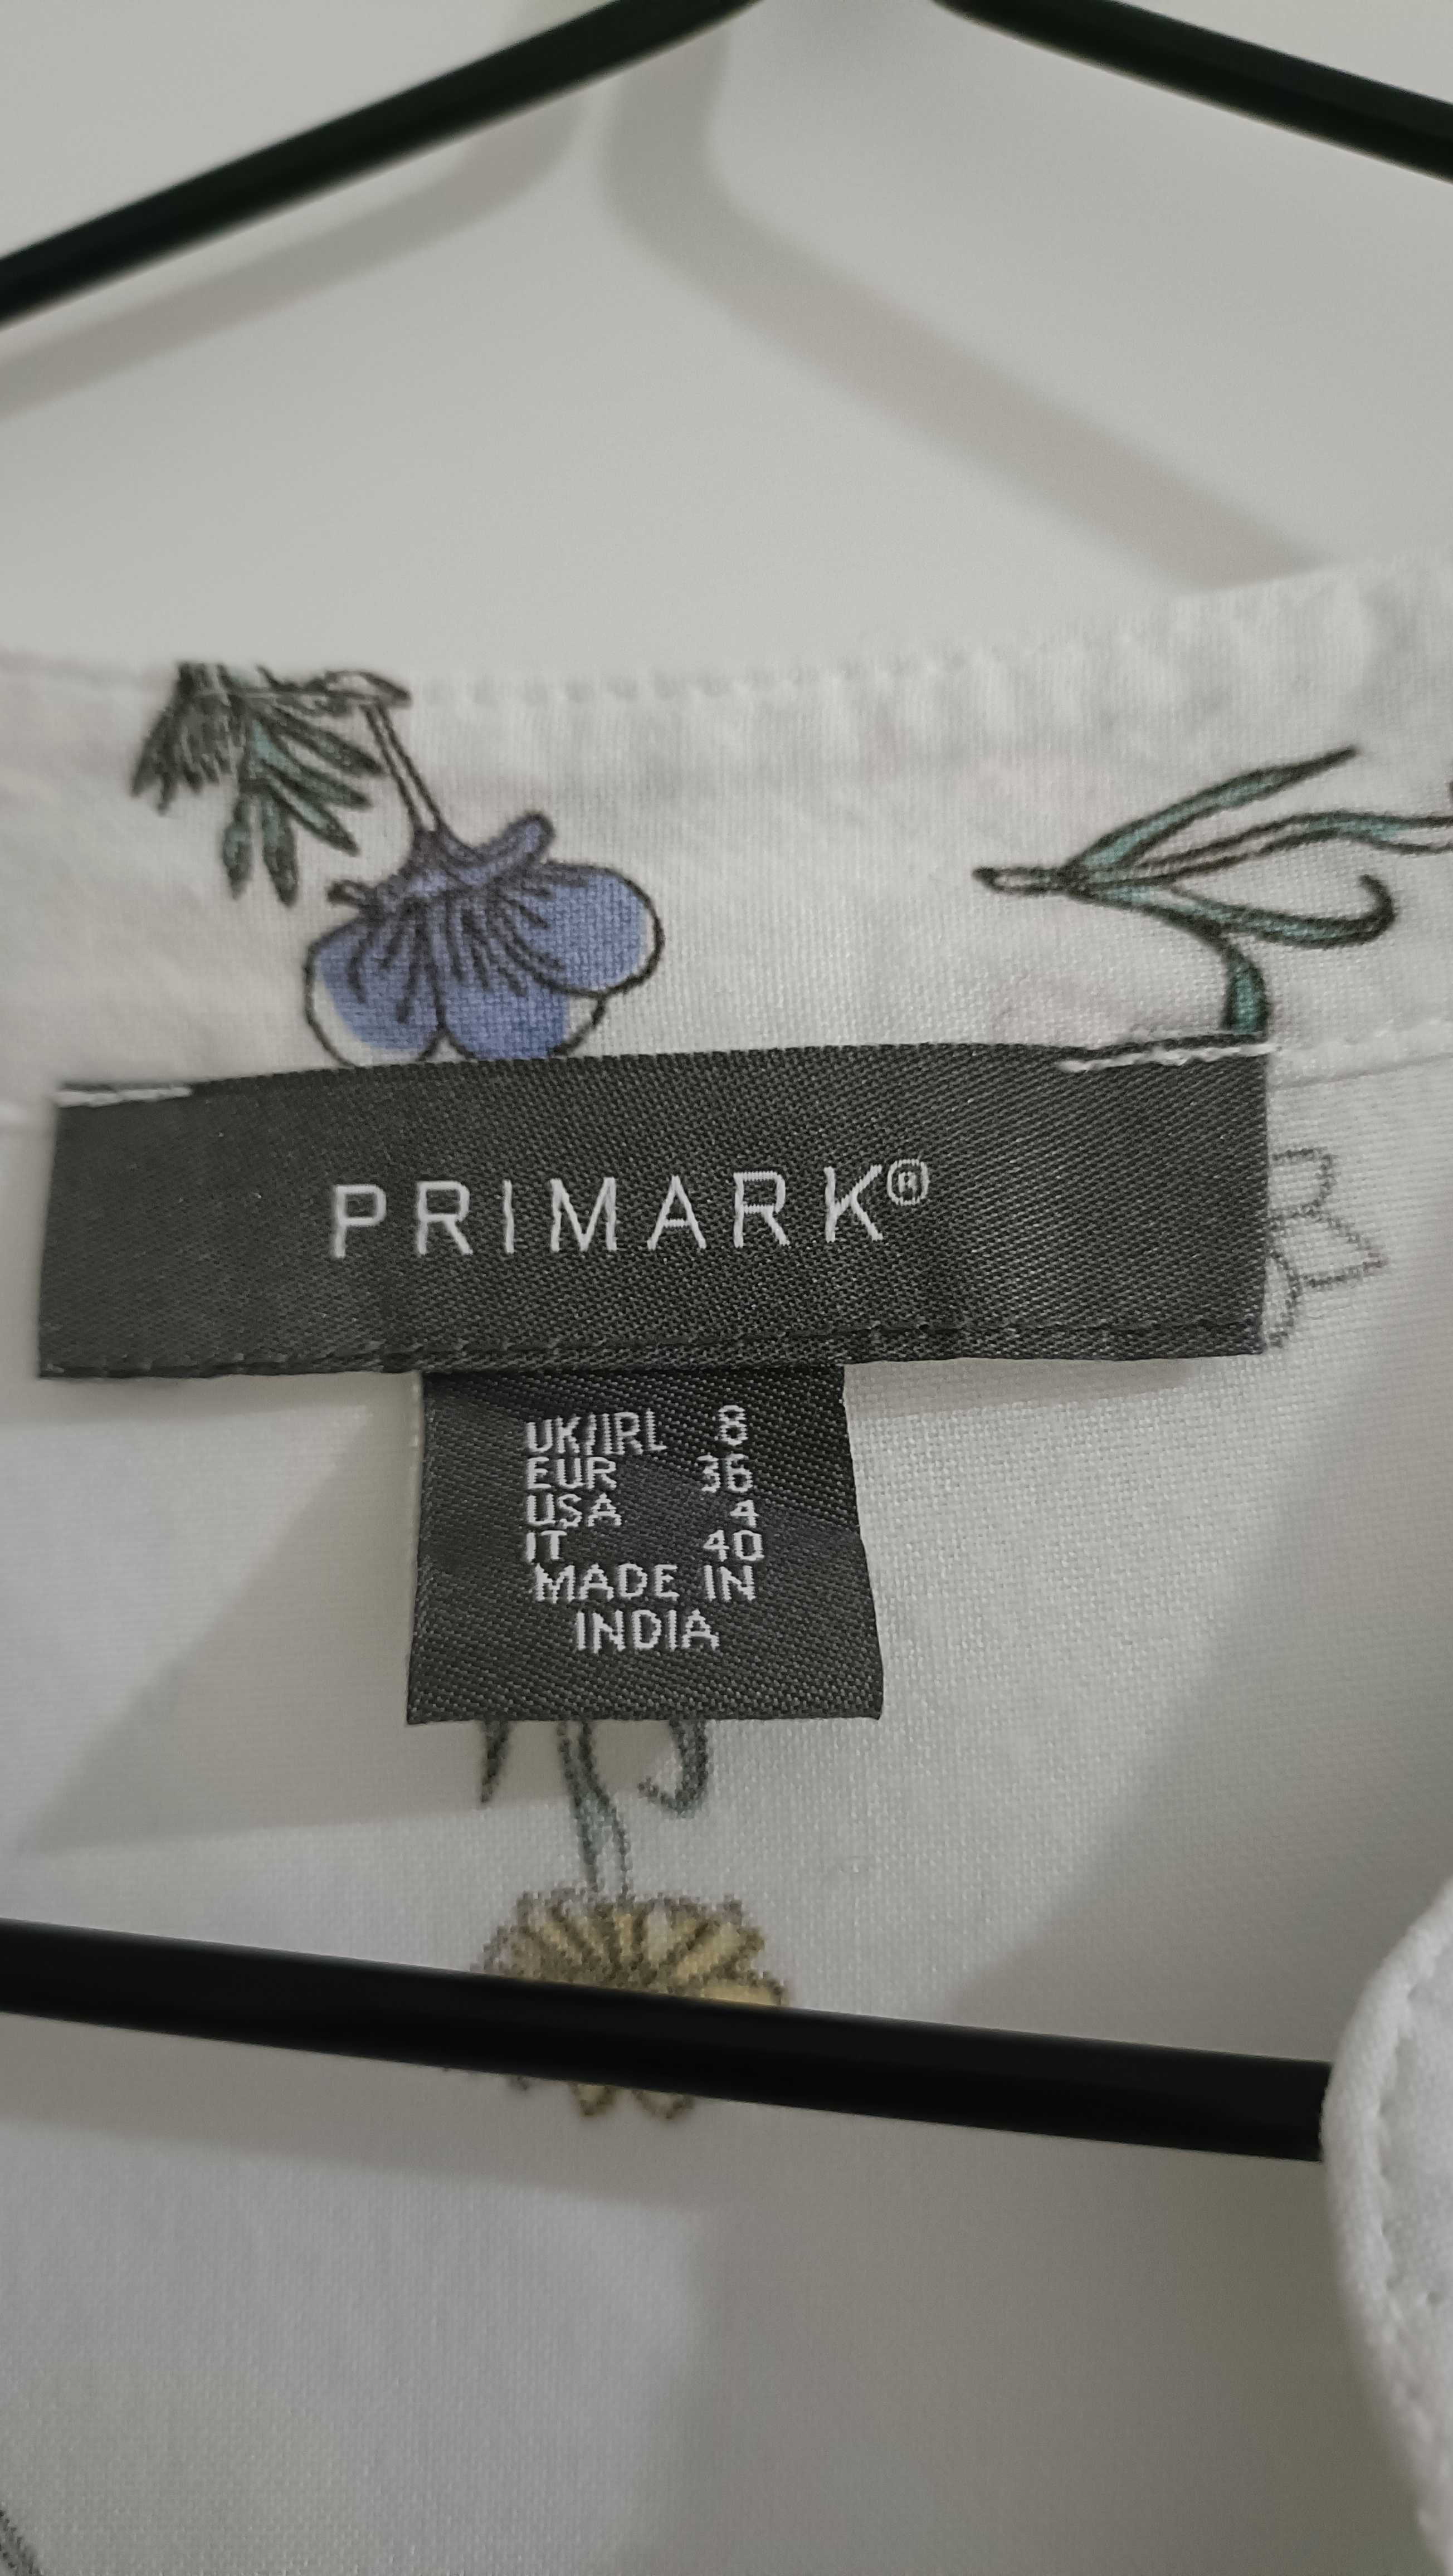 PRIMARK®
UK/IRL 8
EUR 36
USA 4
IT 40
MADE IN
INDIA